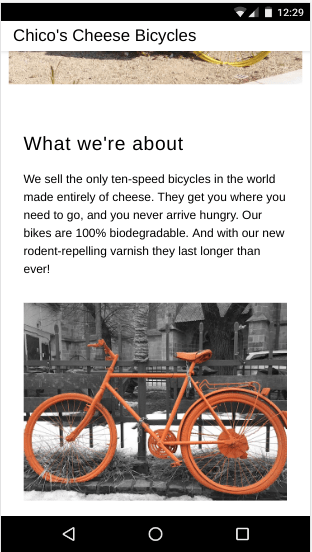 12:29
Chico's Cheese Bicycles
What we're about
We sell the only ten-speed bicycles in the world
made entirely of cheese. They get you where you
need to go, and you never arrive hungry. Our
bikes are 100% biodegradable. And with our new
rodent-repelling varnish they last longer than
ever!